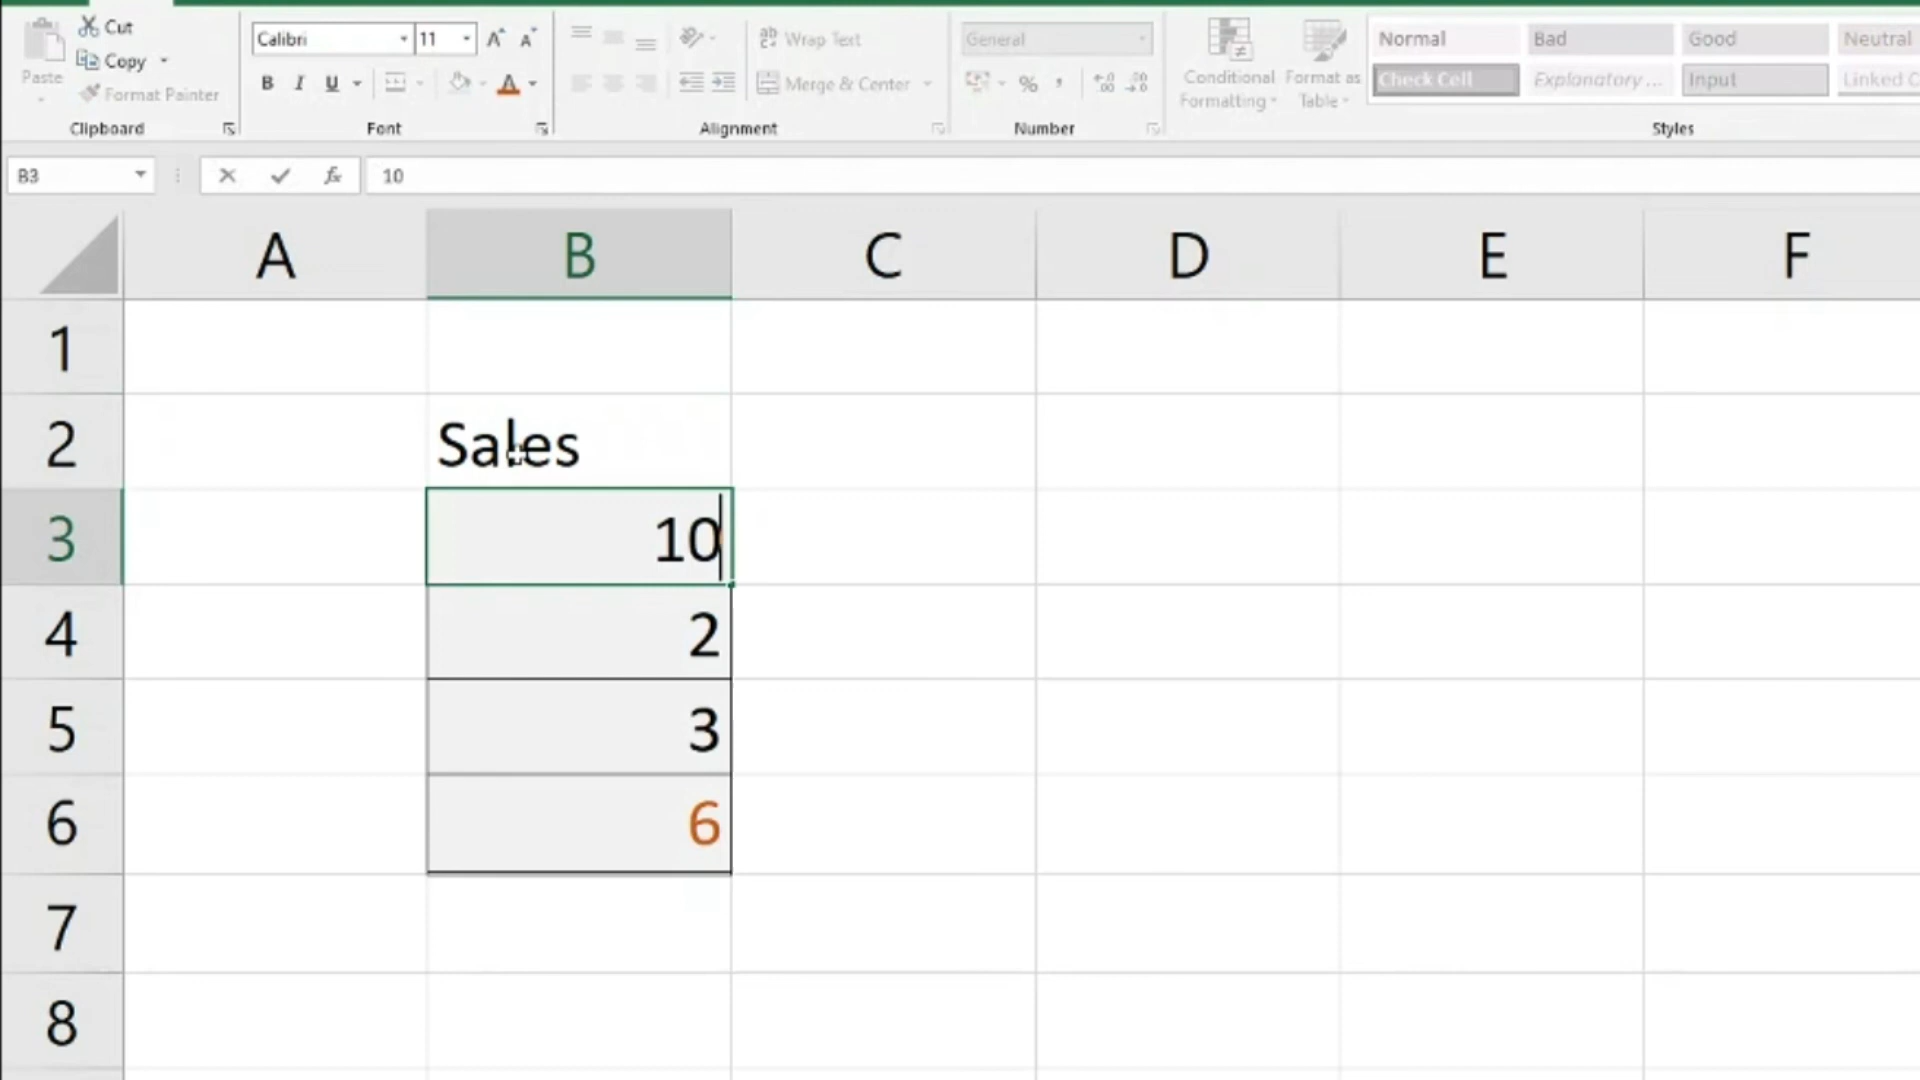 Cut
Copy
Paste
Format Painter
Clipboard
Calibri 11
B I U A
Font
Wrap Text
Merge & Center
Alignment
General
% ,
Number
Conditional Formatting
Format as Table
Normal Bad Good Neutral
Check Cell Explanatory ... Input Linked C
Styles
B3 fx 10
A B C D E F
1
2 Sales
3 10
4 2
5 3
6 6
7
8